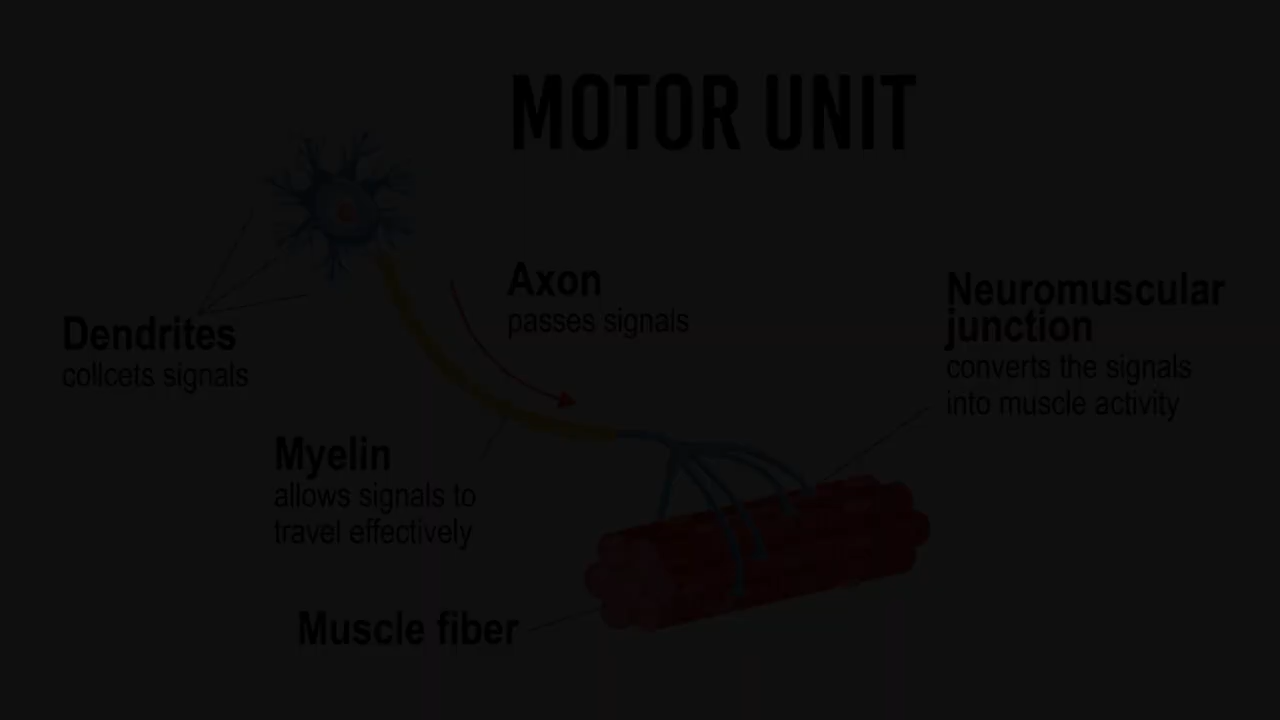 MOTOR UNIT
Axon
passes signals
Neuromuscular
junction
converts the signals
into muscle activity
Dendrites
collcets signals
Myelin
allows signals to
travel effectively
Muscle fiber